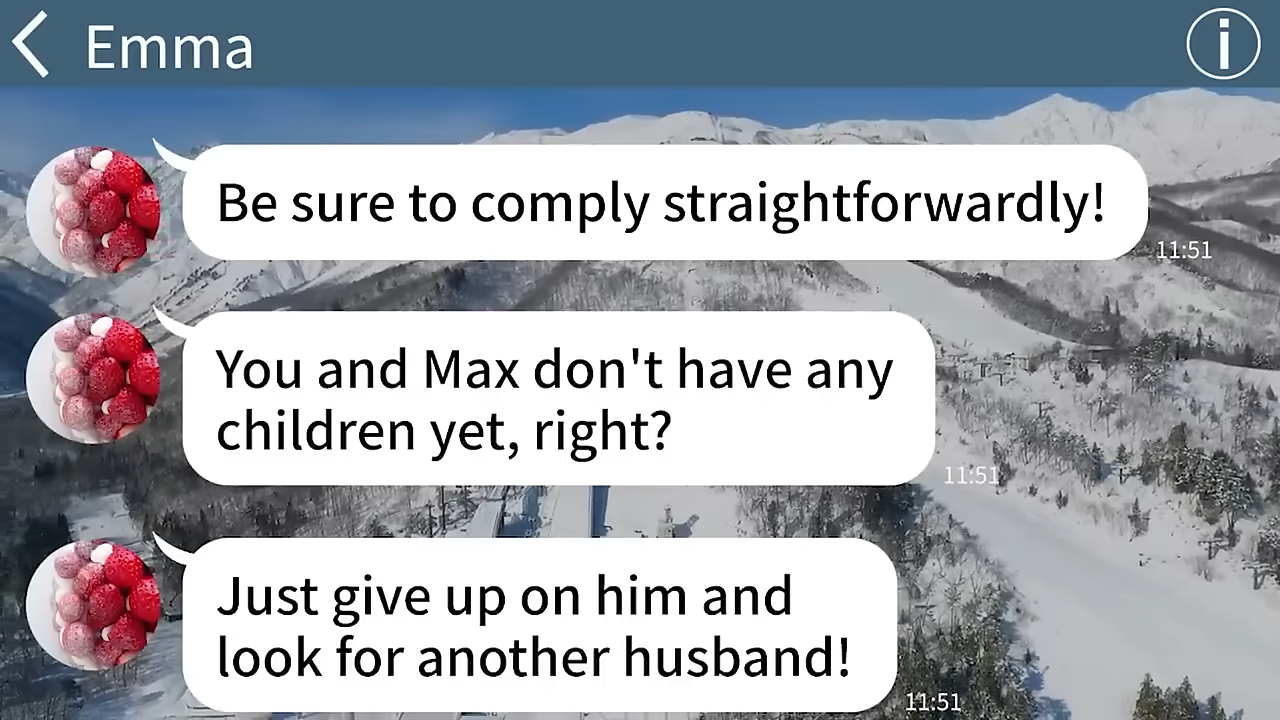 Emma
Be sure to comply straightforwardly!
11:51
You and Max don't have any
children yet, right?
11:51
Just give up on him and
look for another husband!
11:51